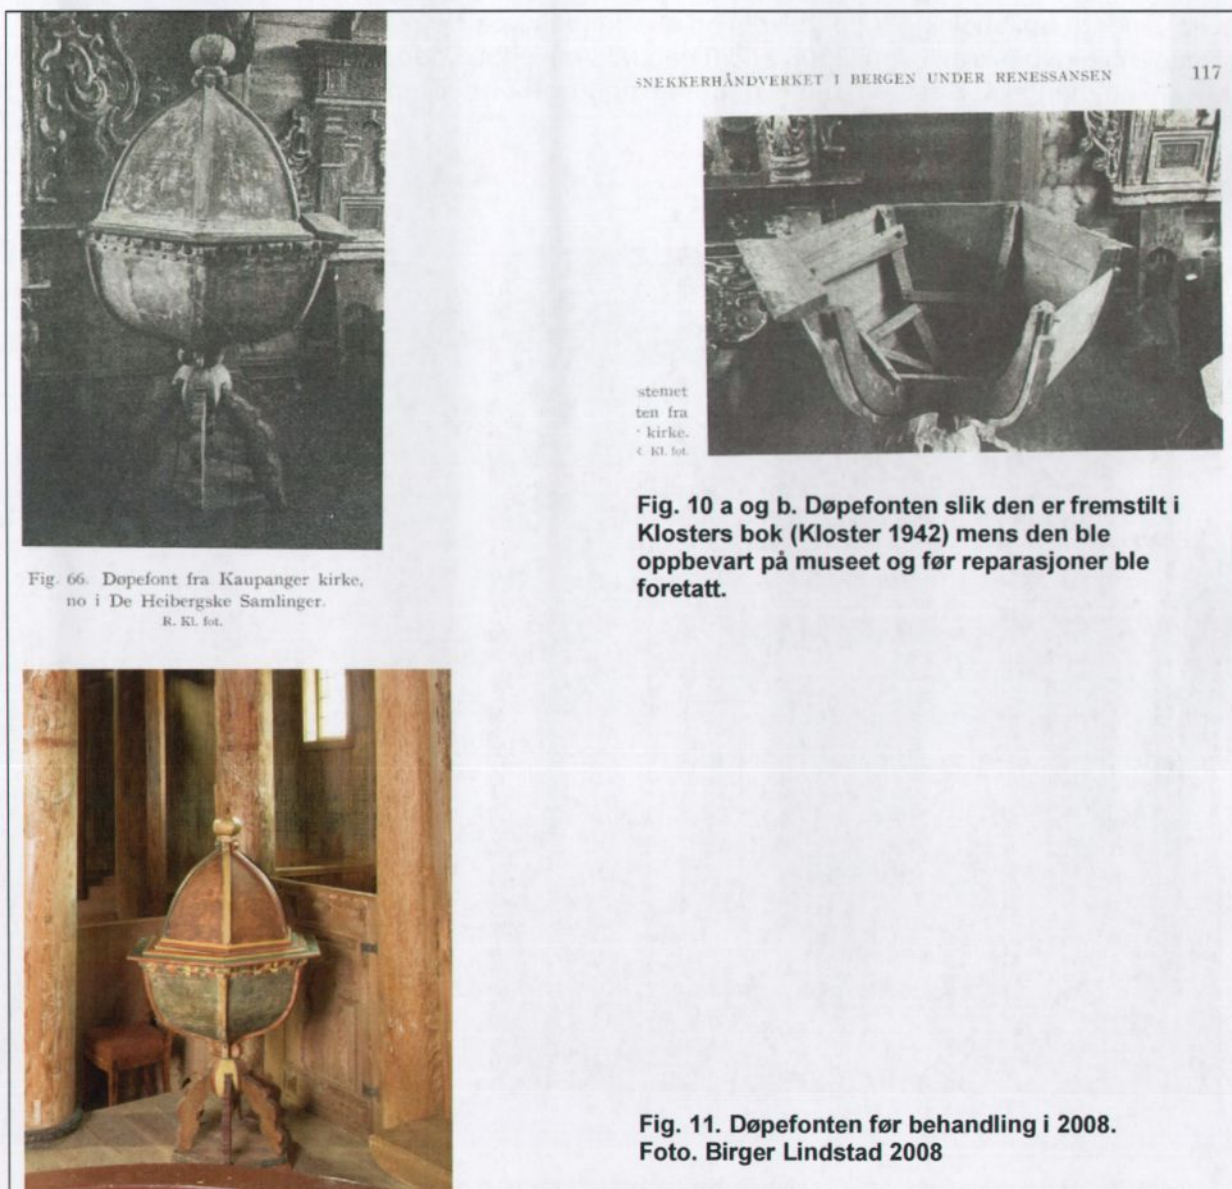 SNEKKERHÅNDVERKET I BERGEN UNDER RENESSANSEN 117
stemet
ten fra
kirke.
Kl. fot.
Fig. 10 a og b. Døpefonten slik den er fremstilt i
Klosters bok (Kloster 1942) mens den ble
oppbevart på museet og før reparasjoner ble
foretatt.
Fig. 66. Døpefont fra Kaupanger kirke,
no i De Heibergske Samlinger.
R. Kl. fot.
Fig. 11. Døpefonten før behandling i 2008.
Foto. Birger Lindstad 2008